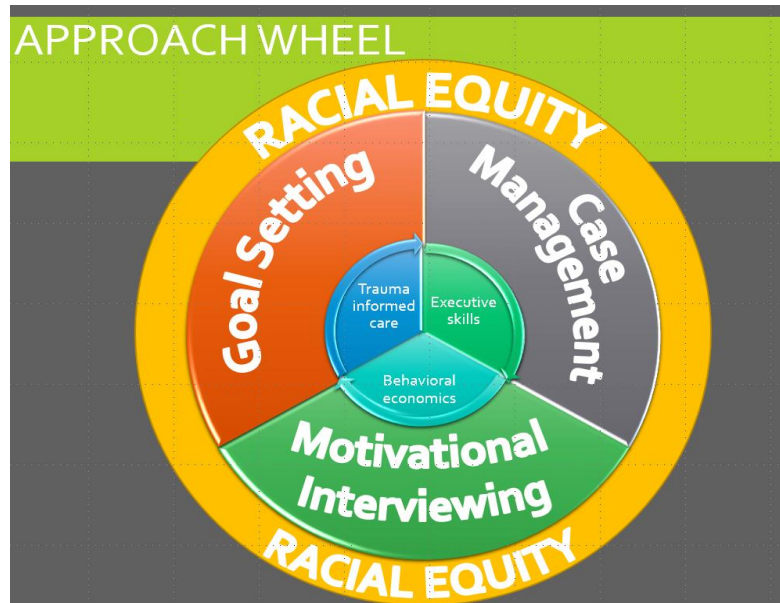 APPROACH WHEEL
RACIAL EQUITY
Goal Setting
Case
Management
Trauma
informed
care
Executive
skills
Behavioral
economics
Motivational
Interviewing
RACIAL EQUITY